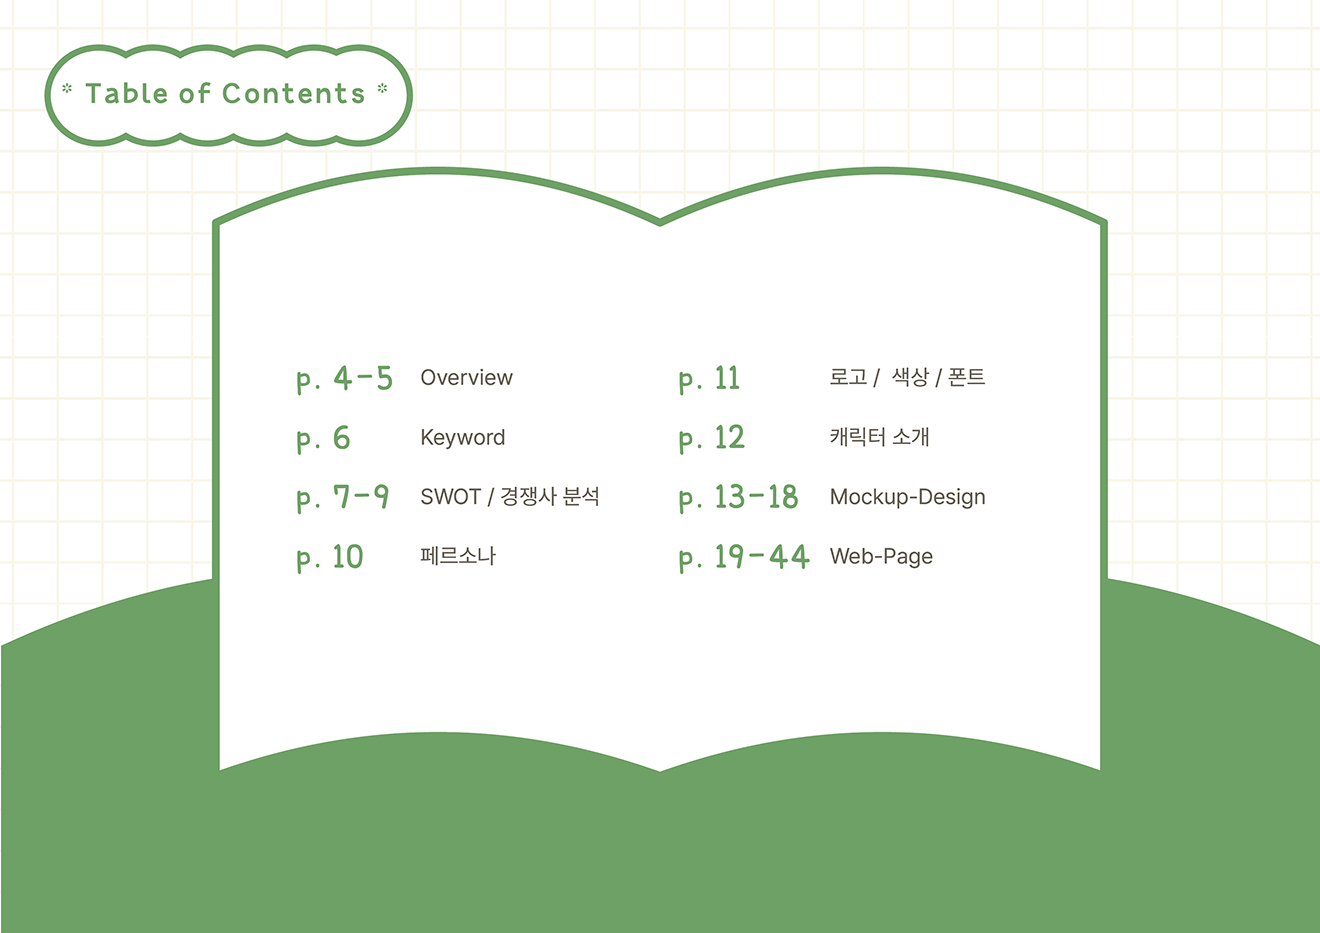 * Table of Contents *
p. 4-5 Overview
p. 6 Keyword
p. 7-9 SWOT / 경쟁사 분석
p. 10 페르소나
p. 11 로고 / 색상 / 폰트
p. 12 캐릭터 소개
p. 13-18 Mockup-Design
p. 19-44 Web-Page